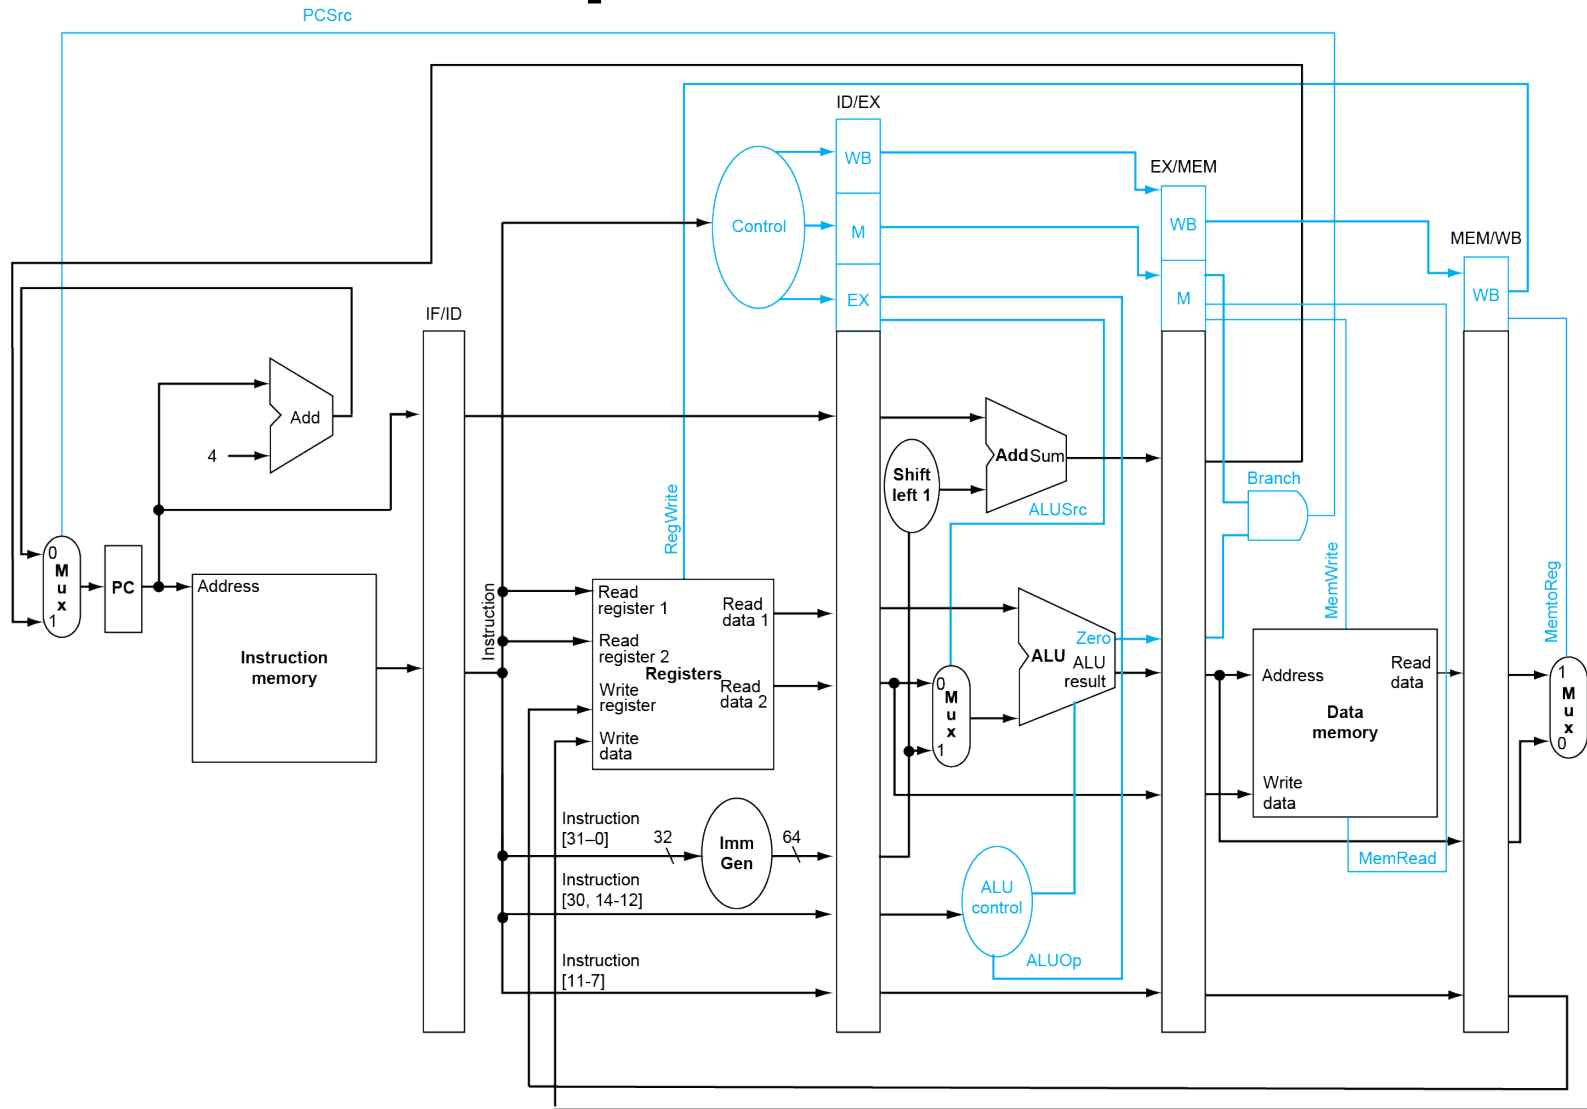 PCSrc
ID/EX
WB
EX/MEM
Control
M
WB
MEM/WB
EX
M
WB
IF/ID
Add
4
Add Sum
Shift
left 1
Branch
ALUSrc
RegWrite
MemWrite
MemtoReg
0
M
u
x
1
PC
Address
Instruction
memory
Instruction
Read
register 1
Read
data 1
Read
register 2
Registers
Read
data 2
Write
register
Write
data
Zero
ALU
ALU
result
0
M
u
x
1
Address
Read
data
Data
memory
Write
data
1
M
u
x
0
Instruction
[31–0]
32
Imm
Gen
64
MemRead
Instruction
[30, 14-12]
ALU
control
Instruction
[11-7]
ALUOp